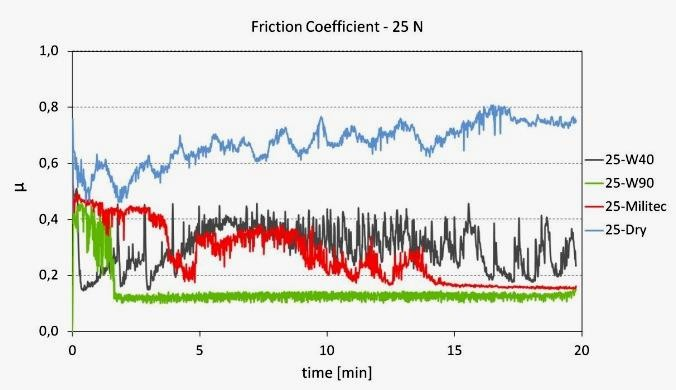 Friction Coefficient - 25 N
1,0
0,8
0,6
0,4
0,2
0,0
μ
0 5 10 15 20
time [min]
25-W40
25-W90
25-Militec
25-Dry